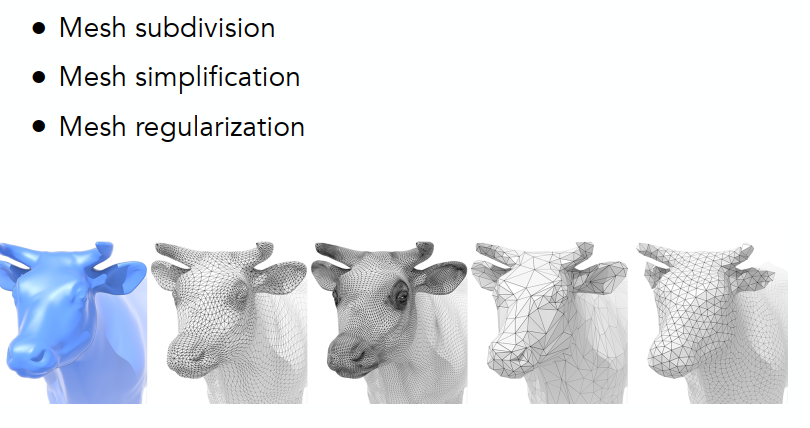 • Mesh subdivision
• Mesh simplification
• Mesh regularization